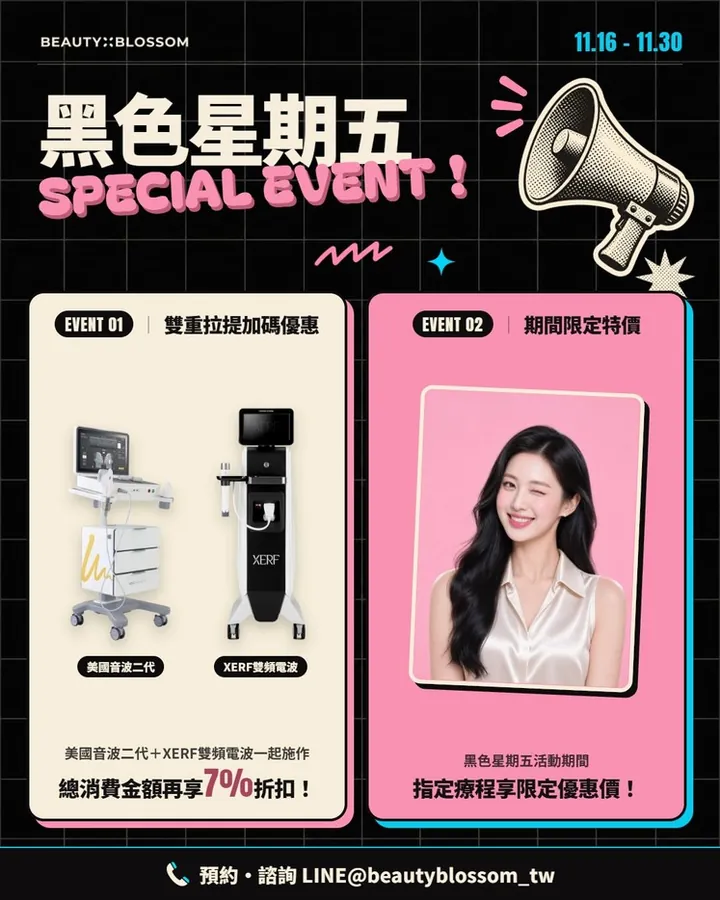 BEAUTY::BLOSSOM
11.16 - 11.30
黑色星期五
SPECIAL EVENT !
EVENT 01 | 雙重拉提加碼優惠
XERF
美國音波二代
XERF雙頻電波
美國音波二代＋XERF雙頻電波一起施作
總消費金額再享7%折扣！
EVENT 02 | 期間限定特價
黑色星期五活動期間
指定療程享限定優惠價！
預約・諮詢 LINE@beautyblossom_tw